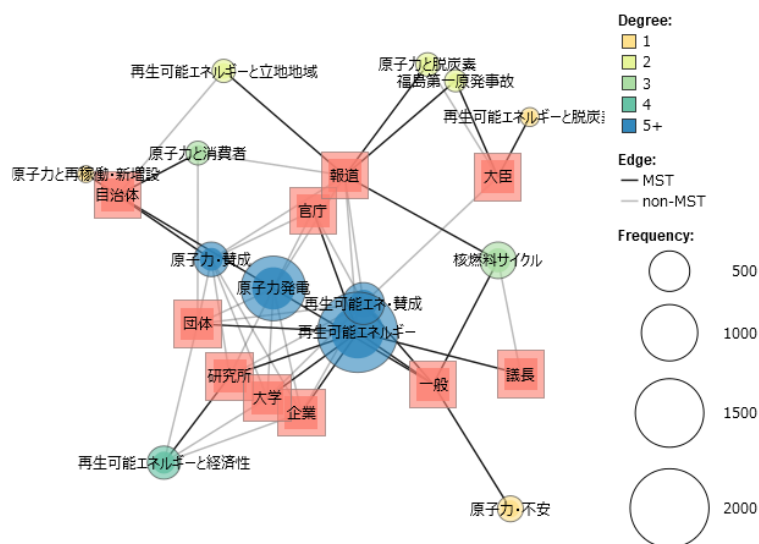 再生可能エネルギーと立地地域
原子力と脱炭素
福島第一原発事故
再生可能エネルギーと脱炭
原子力と消費者
原子力と再稼働・新増設
自治体
報道
大臣
官庁
原子力・賛成
核燃料サイクル
原子力発電
再生可能エネ・賛成
団体
再生可能エネルギー
研究所
大学
企業
一般
議長
再生可能エネルギーと経済性
原子力・不安
Degree:
1
2
3
4
5+
Edge:
MST
non-MST
Frequency:
500
1000
1500
2000